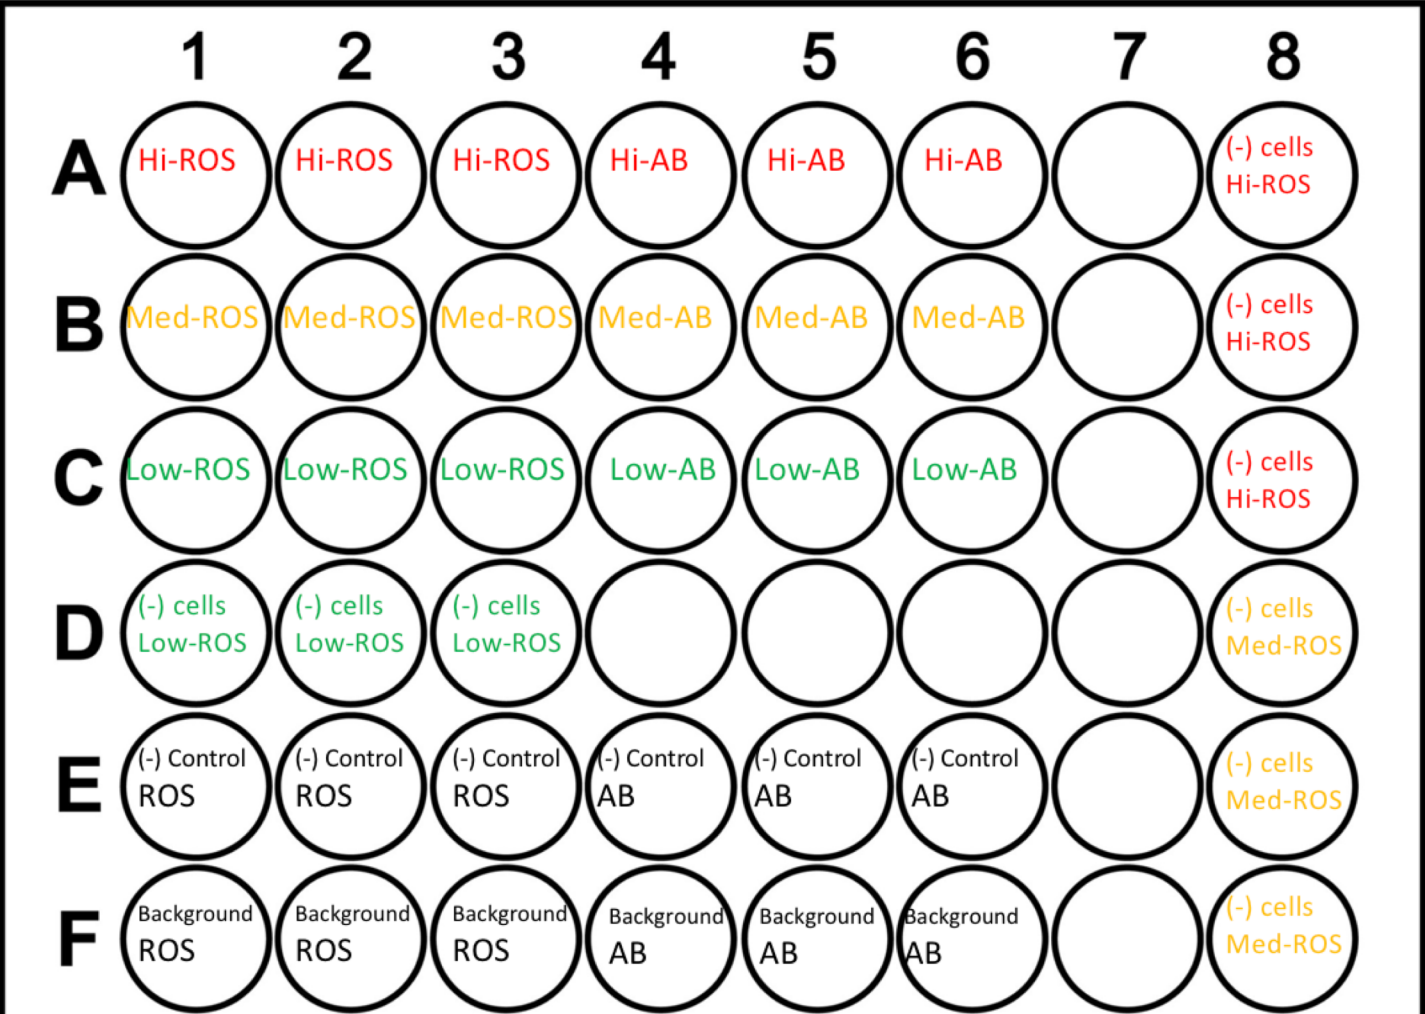 1 2 3 4 5 6 7 8
A
Hi-ROS Hi-ROS Hi-ROS Hi-AB Hi-AB Hi-AB (-) cells
Hi-ROS
B
Med-ROS Med-ROS Med-ROS Med-AB Med-AB Med-AB (-) cells
Hi-ROS
C
Low-ROS Low-ROS Low-ROS Low-AB Low-AB Low-AB (-) cells
Hi-ROS
D
(-) cells (-) cells (-) cells (-) cells
Low-ROS Low-ROS Low-ROS Med-ROS
E
(-) Control (-) Control (-) Control (-) Control (-) Control (-) Control (-) cells
ROS ROS ROS AB AB AB Med-ROS
F
Background Background Background Background Background Background (-) cells
ROS ROS ROS AB AB AB Med-ROS